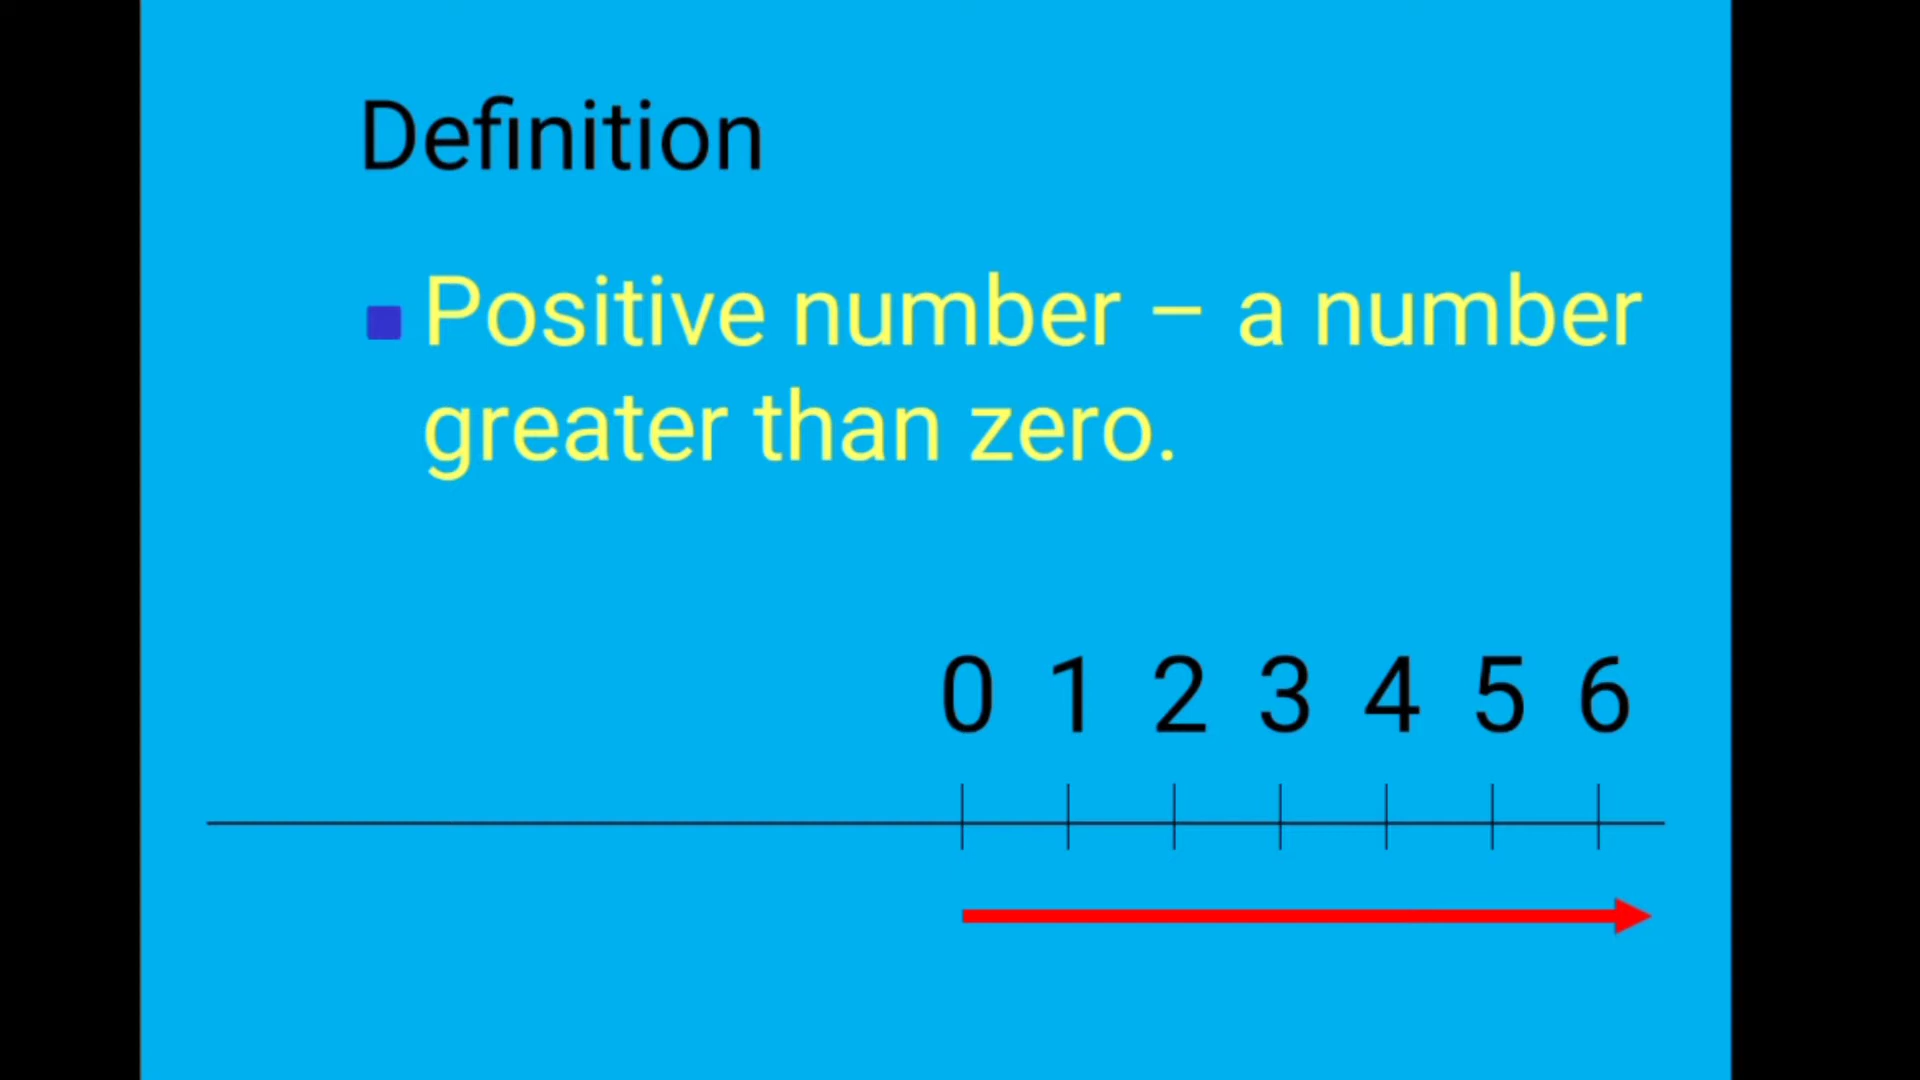 Definition
Positive number – a number
greater than zero.
0 1 2 3 4 5 6